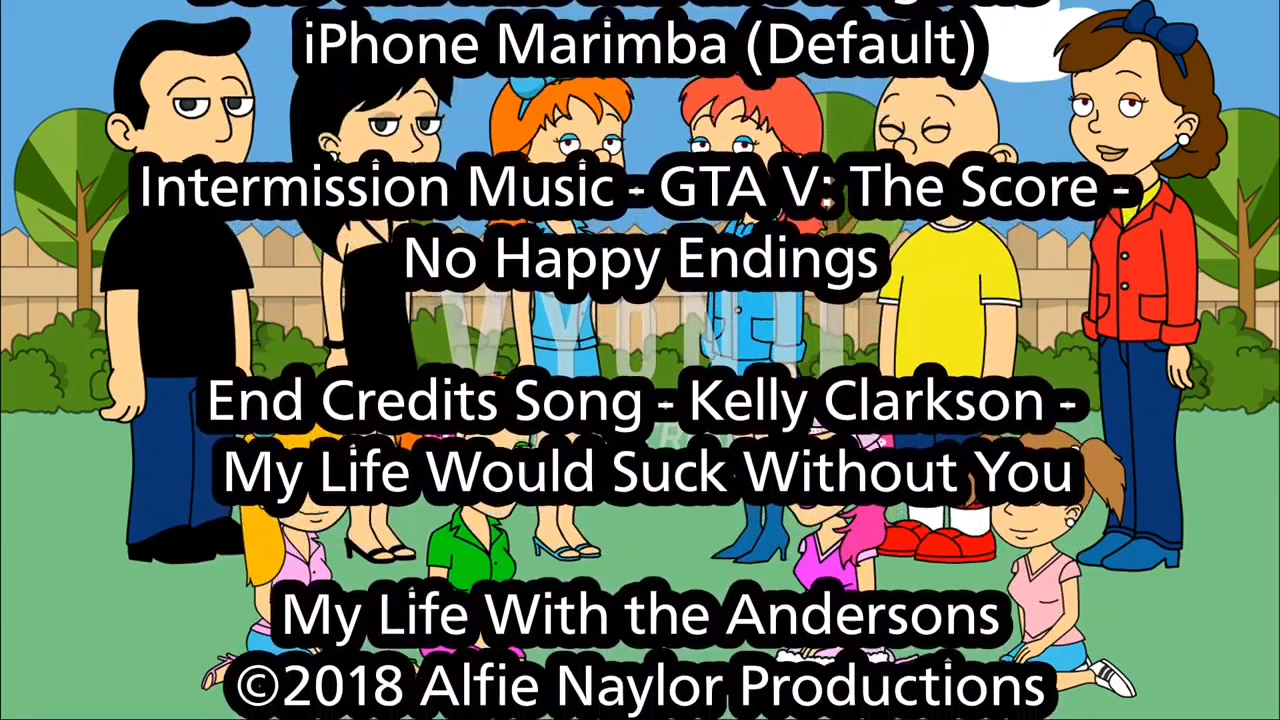 iPhone Marimba (Default)
Intermission Music - GTA V: The Score -
No Happy Endings
End Credits Song - Kelly Clarkson -
My Life Would Suck Without You
My Life With the Andersons
©2018 Alfie Naylor Productions